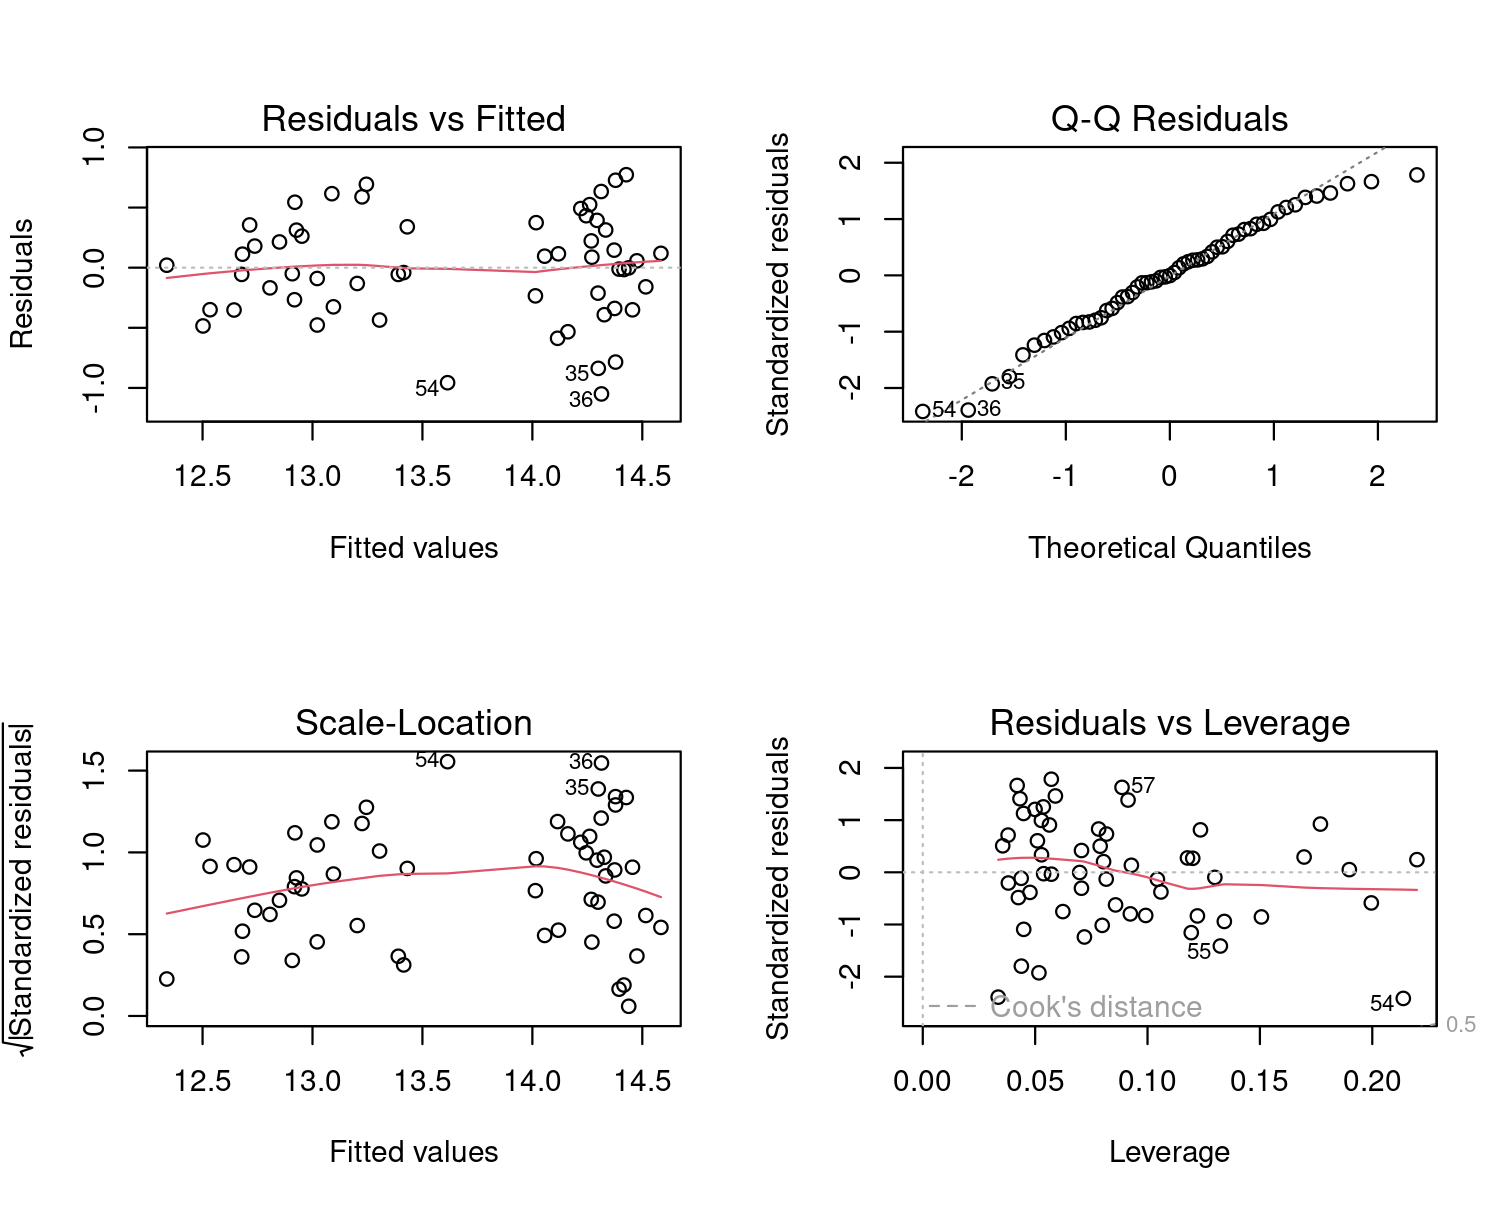 Residuals vs Fitted
Residuals
1.0
0.0
-1.0
54
35
36
12.5 13.0 13.5 14.0 14.5
Fitted values
Q-Q Residuals
Standardized residuals
2
1
0
-1
-2
35
54
36
-2 -1 0 1 2
Theoretical Quantiles
Scale-Location
√|Standardized residuals|
1.5
1.0
0.5
0.0
54
36
35
12.5 13.0 13.5 14.0 14.5
Fitted values
Residuals vs Leverage
Standardized residuals
2
1
0
-1
-2
57
55
54
Cook's distance
0.5
0.00 0.05 0.10 0.15 0.20
Leverage